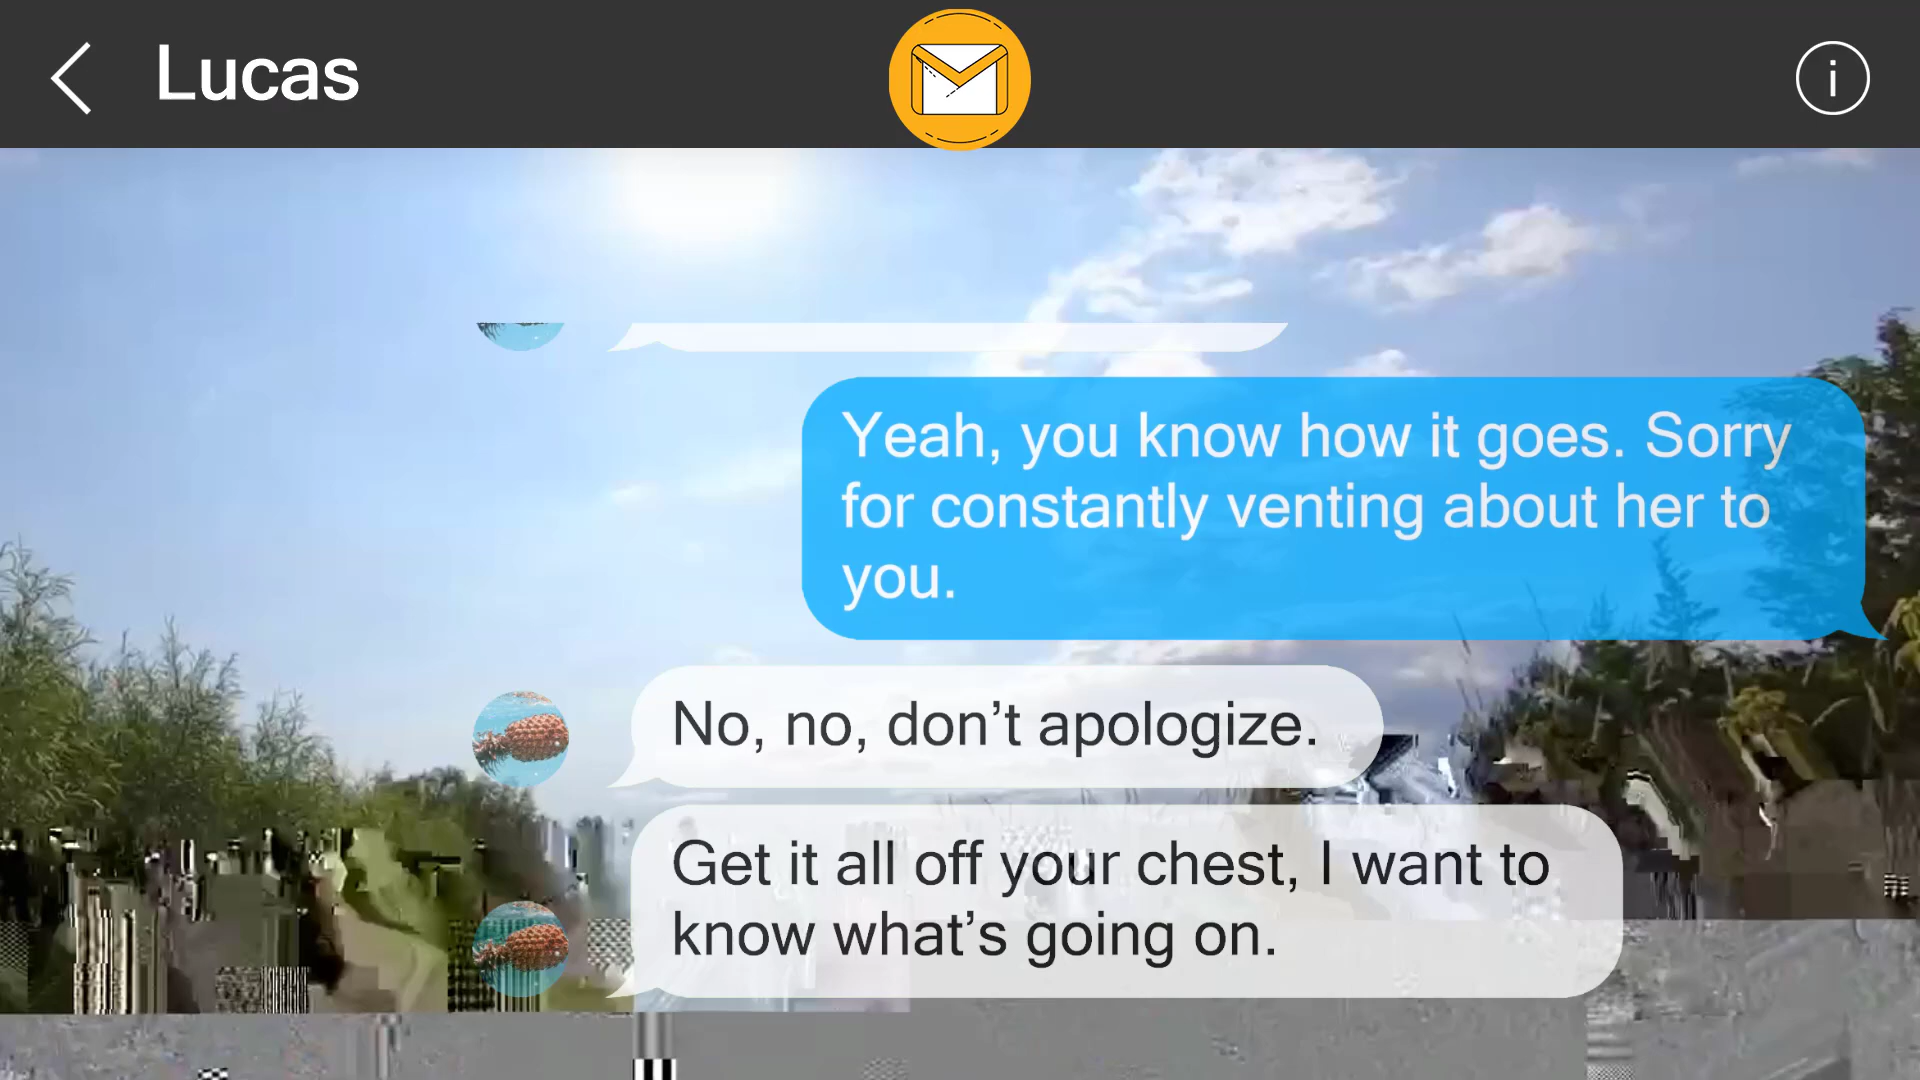 Lucas
i
Yeah, you know how it goes. Sorry
for constantly venting about her to
you.
No, no, don’t apologize.
Get it all off your chest, I want to
know what’s going on.